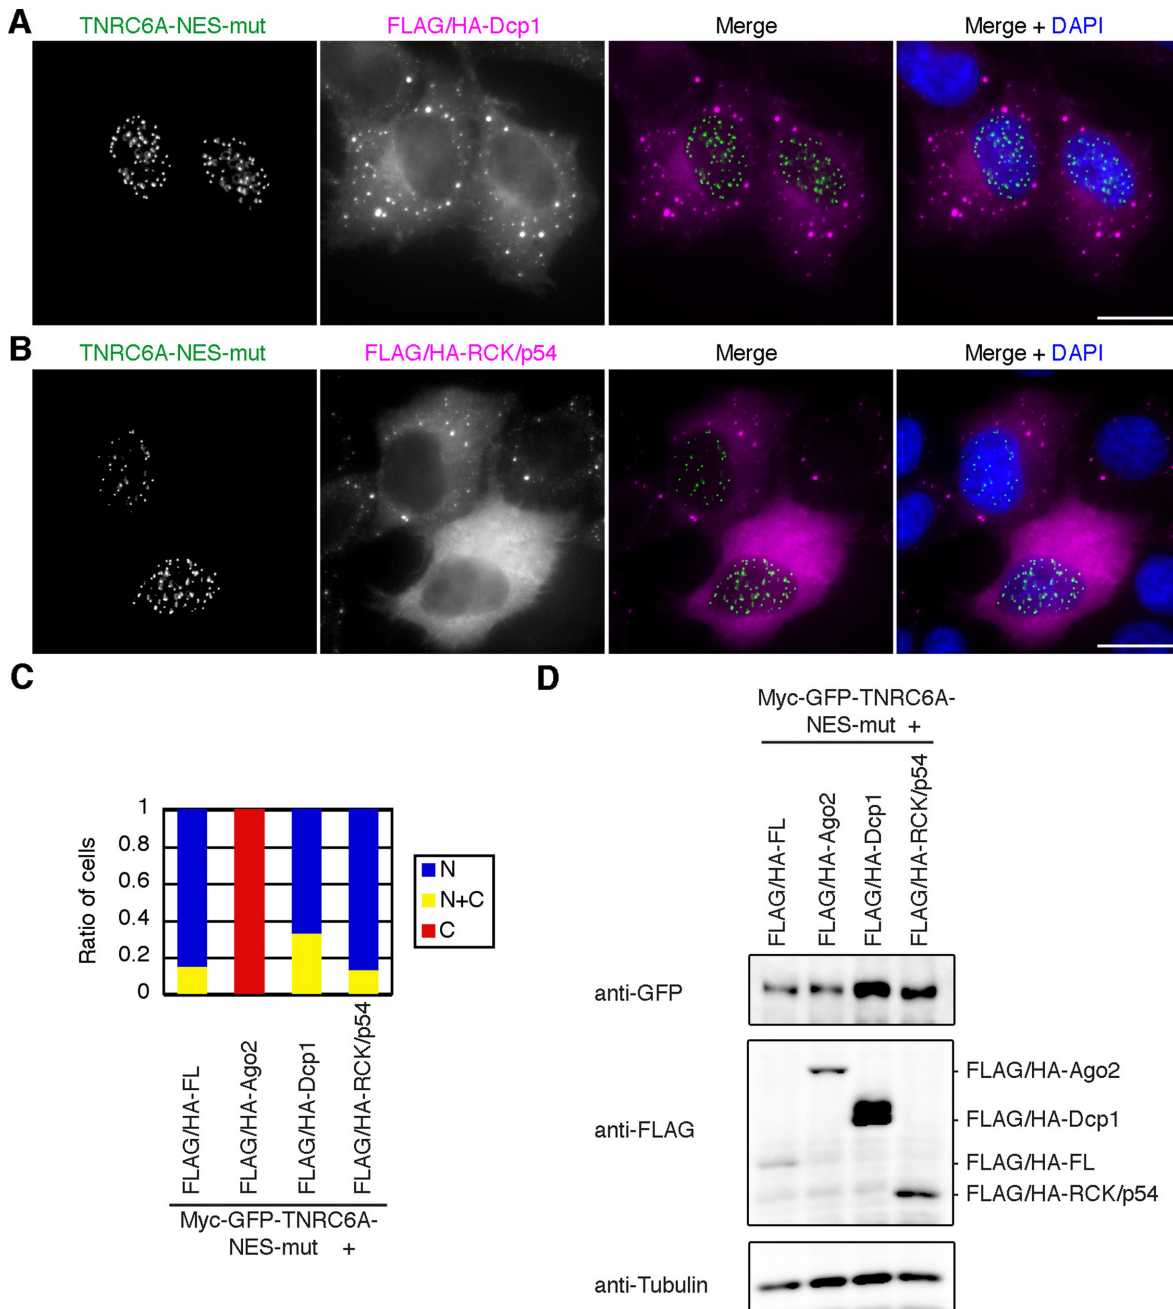 A
TNRC6A-NES-mut
FLAG/HA-Dcp1
Merge
Merge + DAPI
B
TNRC6A-NES-mut
FLAG/HA-RCK/p54
Merge
Merge + DAPI
C
Ratio of cells
1
0.8
0.6
0.4
0.2
0
N
N+C
C
FLAG/HA-FL
FLAG/HA-Ago2
FLAG/HA-Dcp1
FLAG/HA-RCK/p54
Myc-GFP-TNRC6A-
NES-mut +
D
Myc-GFP-TNRC6A-
NES-mut +
FLAG/HA-FL
FLAG/HA-Ago2
FLAG/HA-Dcp1
FLAG/HA-RCK/p54
anti-GFP
anti-FLAG
FLAG/HA-Ago2
FLAG/HA-Dcp1
FLAG/HA-FL
FLAG/HA-RCK/p54
anti-Tubulin